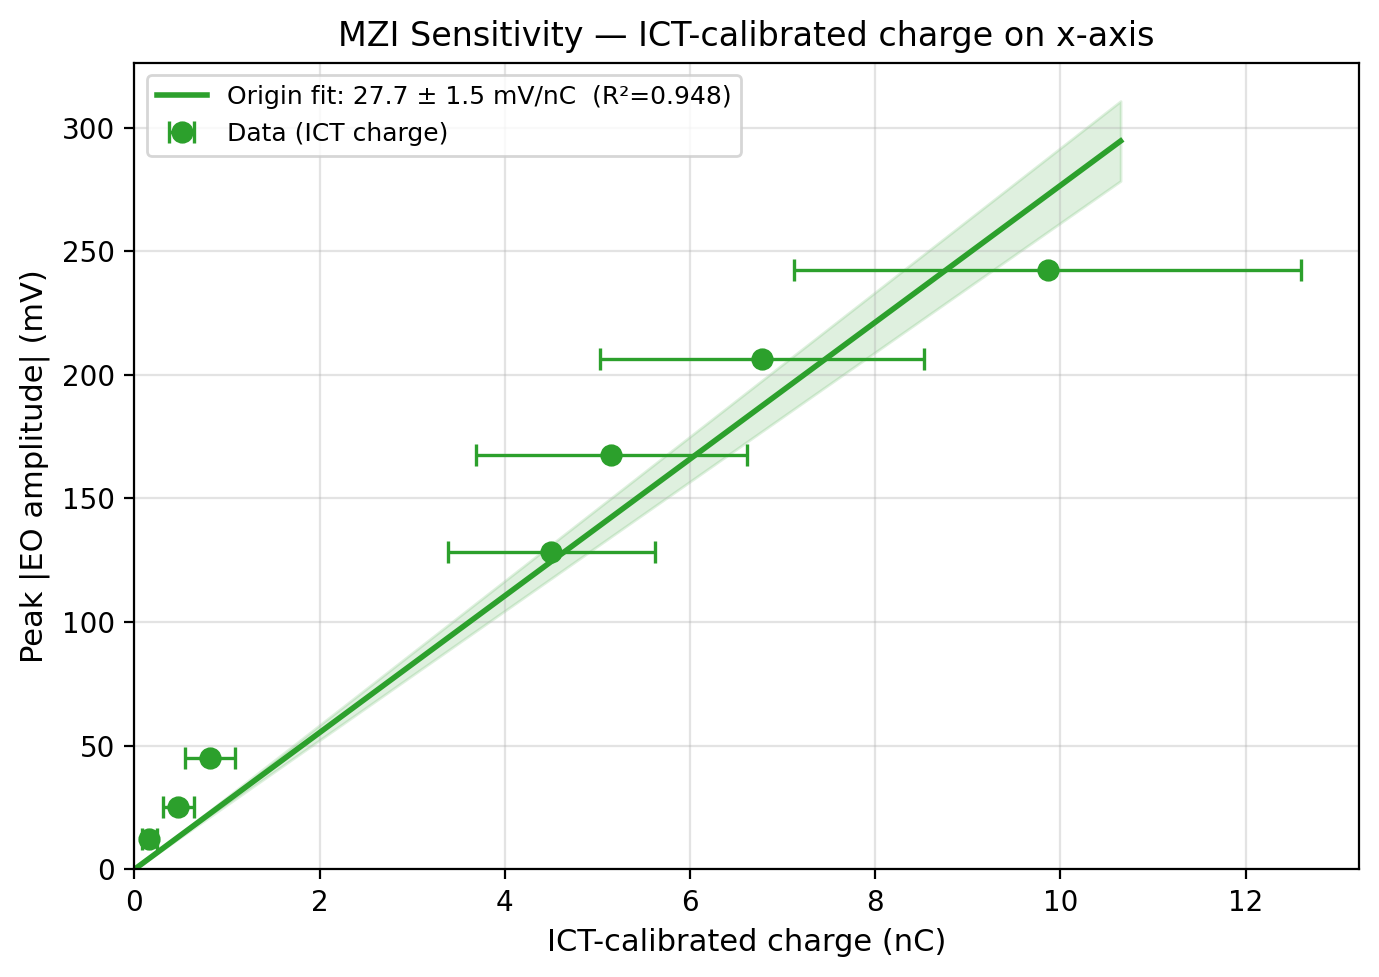 MZI Sensitivity — ICT-calibrated charge on x-axis
Origin fit: 27.7 ± 1.5 mV/nC (R²=0.948)
Data (ICT charge)
Peak |EO amplitude| (mV)
300
250
200
150
100
50
0
0 2 4 6 8 10 12
ICT-calibrated charge (nC)